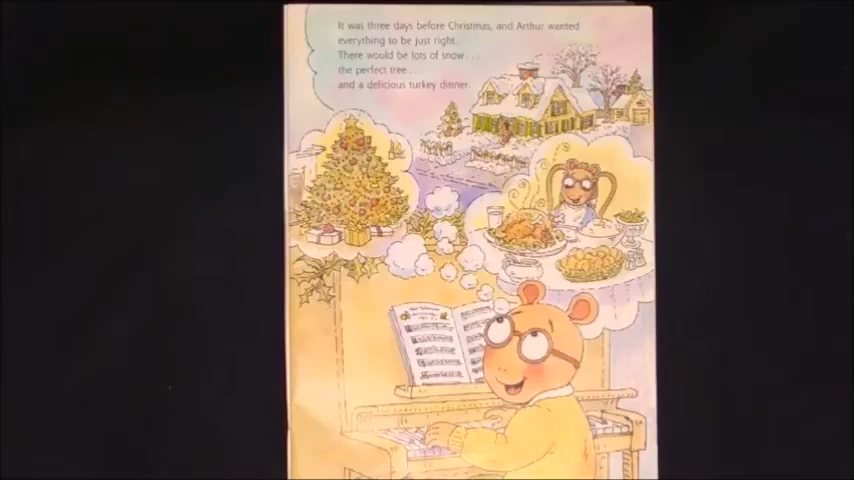 It was three days before Christmas, and Arthur wanted
everything to be just right.
There would be lots of snow . . .
the perfect tree . . .
and a delicious turkey dinner.